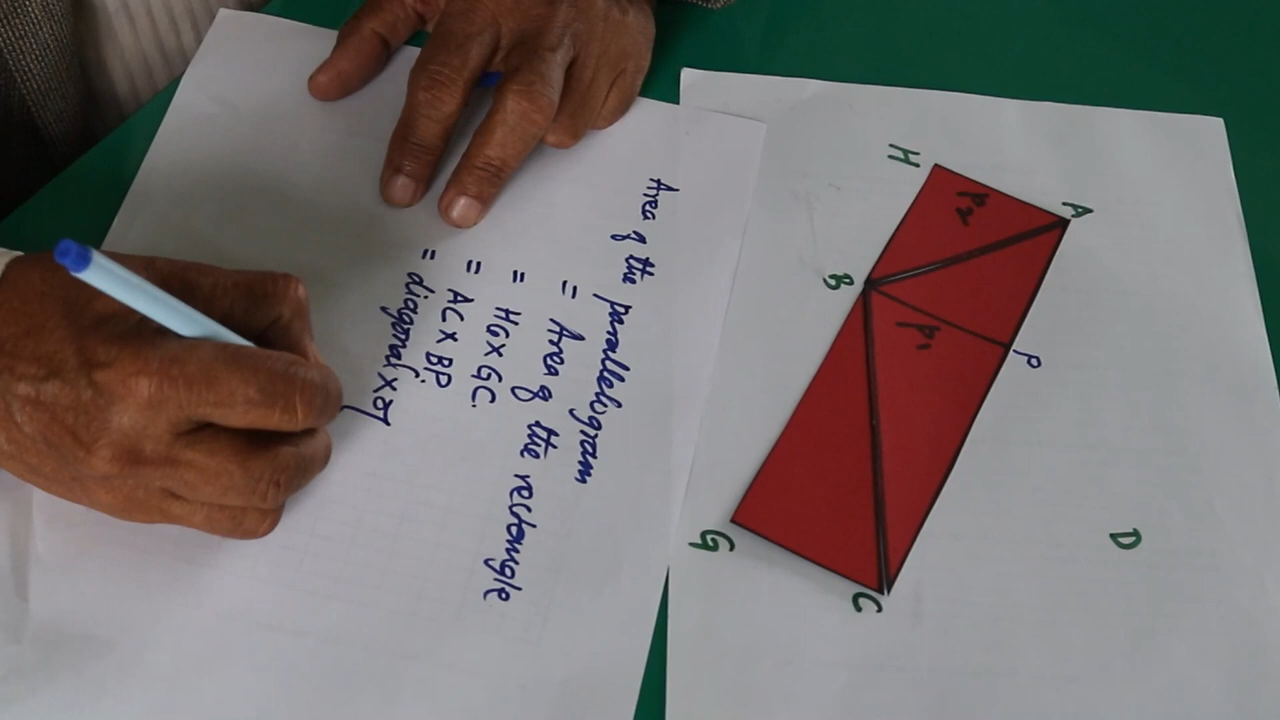 Area of the parallelogram
= Area of the rectangle
= HG × GC.
= AC × BP
= diagonal ×
H
A
P2
B
P1
P
G
C
D